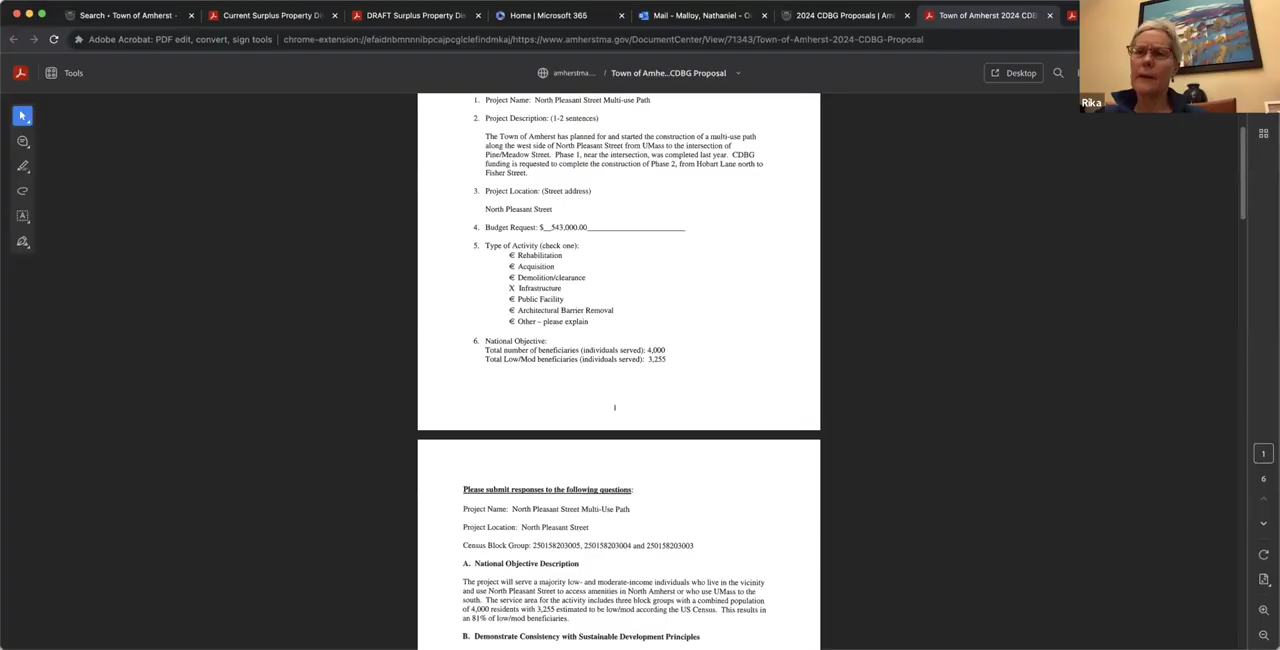 Search • Town of Amherst •
Current Surplus Property Di
DRAFT Surplus Property Di
Home | Microsoft 365
Mail – Malloy, Nathaniel – O
2024 CDBG Proposals | Am
Town of Amherst 2024 CDB
Adobe Acrobat: PDF edit, convert, sign tools
chrome-extension://efaidnbmnnnibpcajpcglclefindmkaj/https://www.amherstma.gov/DocumentCenter/View/71343/Town-of-Amherst-2024-CDBG-Proposal
Tools
amherstma....
/ Town of Amhe...CDBG Proposal
Desktop
Rika
1. Project Name: North Pleasant Street Multi-use Path
2. Project Description: (1-2 sentences)
The Town of Amherst has planned for and started the construction of a multi-use path
along the west side of North Pleasant Street from UMass to the intersection of
Pine/Meadow Street. Phase 1, near the intersection, was completed last year. CDBG
funding is requested to complete the construction of Phase 2, from Hobart Lane north to
Fisher Street.
3. Project Location: (Street address)
North Pleasant Street
4. Budget Request: $__543,000.00____________________
5. Type of Activity (check one):
€ Rehabilitation
€ Acquisition
€ Demolition/clearance
X Infrastructure
€ Public Facility
€ Architectural Barrier Removal
€ Other – please explain
6. National Objective:
Total number of beneficiaries (individuals served): 4,000
Total Low/Mod beneficiaries (individuals served): 3,255
1
Please submit responses to the following questions:
Project Name: North Pleasant Street Multi-Use Path
Project Location: North Pleasant Street
Census Block Group: 250158203005, 250158203004 and 250158203003
A. National Objective Description
The project will serve a majority low- and moderate-income individuals who live in the vicinity
and use North Pleasant Street to access amenities in North Amherst or who use UMass to the
south. The service area for the activity includes three block groups with a combined population
of 4,000 residents with 3,255 estimated to be low/mod according the US Census. This results in
an 81% of low/mod beneficiaries.
B. Demonstrate Consistency with Sustainable Development Principles
1
6